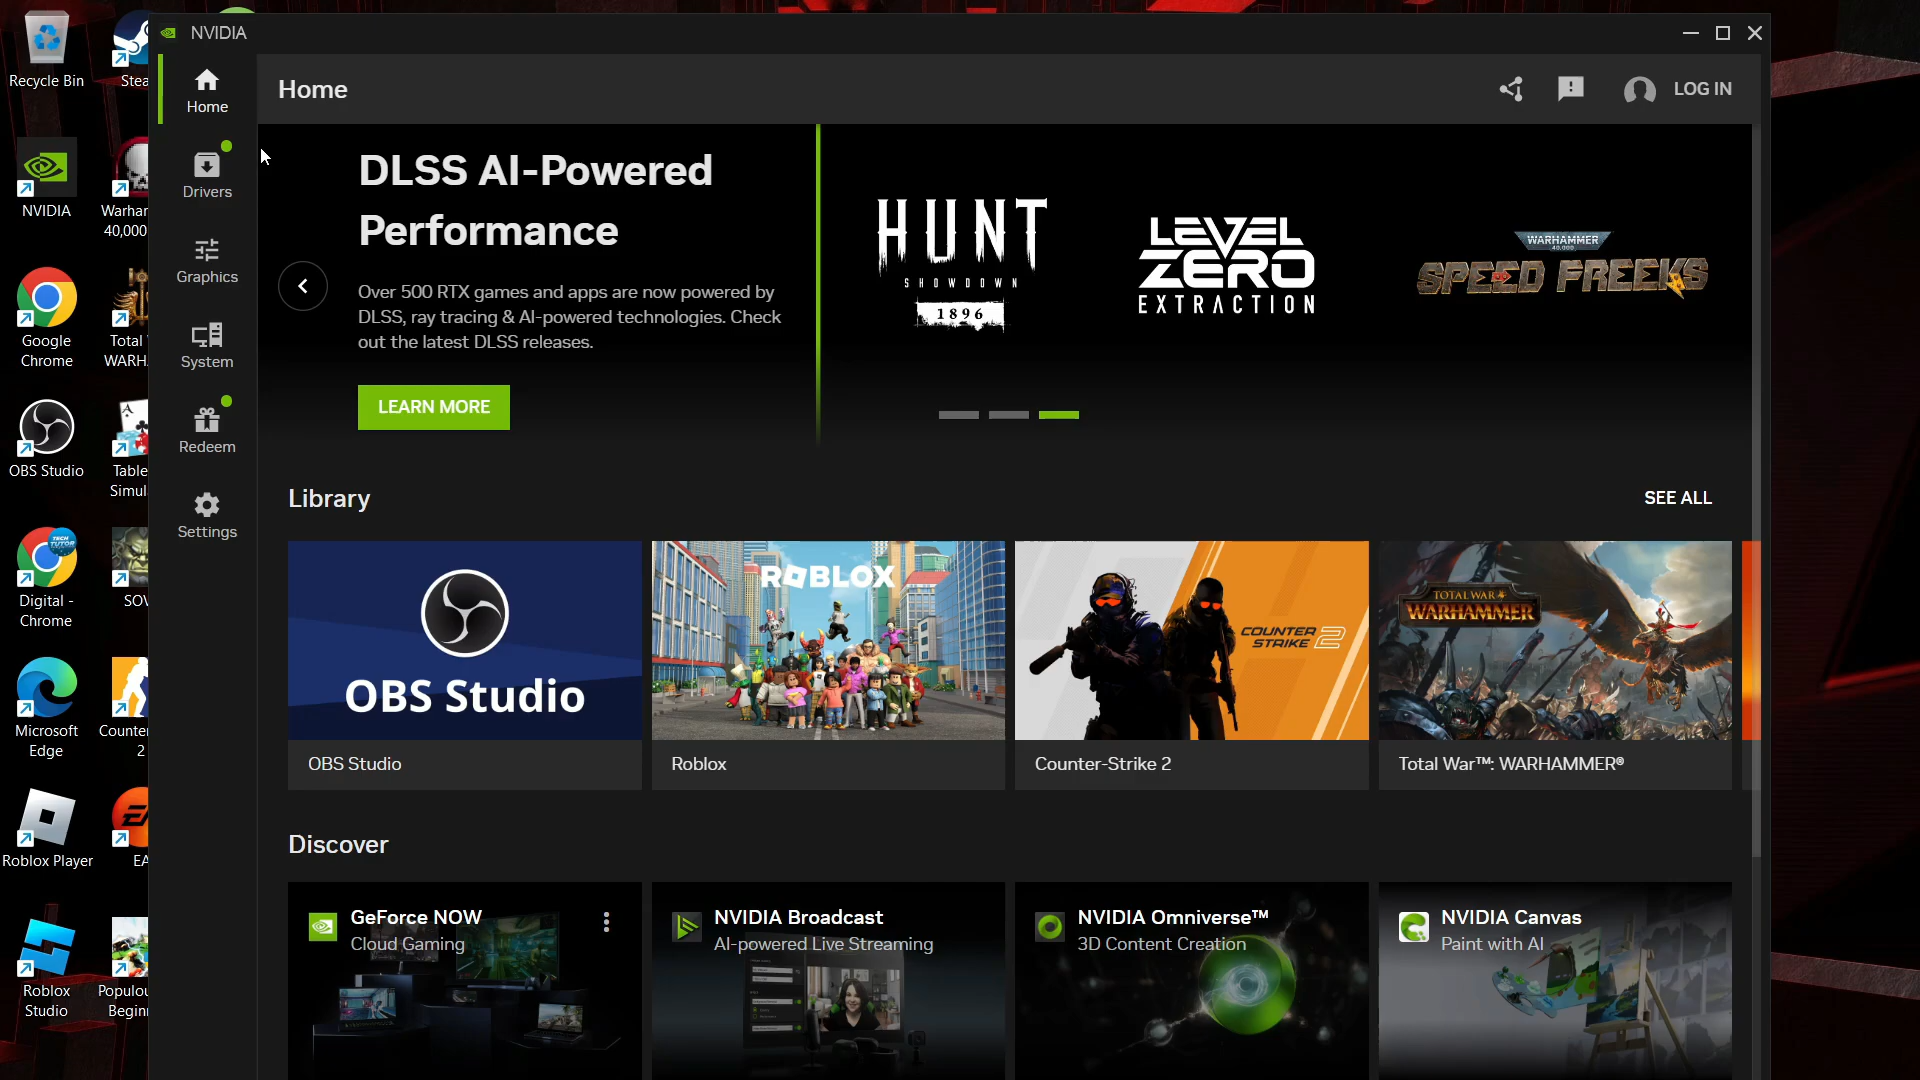 NVIDIA
Home
LOG IN
Home
Drivers
Graphics
System
Redeem
Settings
DLSS AI-Powered
Performance
Over 500 RTX games and apps are now powered by
DLSS, ray tracing & AI-powered technologies. Check
out the latest DLSS releases.
LEARN MORE
HUNT
SHOWDOWN
1896
LEVEL
ZERO
EXTRACTION
WARHAMMER
40,000
SPEED FREEKS
Library
SEE ALL
OBS Studio
ROBLOX
COUNTER
STRIKE 2
TOTAL WAR
WARHAMMER
OBS Studio
Roblox
Counter-Strike 2
Total War™: WARHAMMER®
Discover
GeForce NOW
Cloud Gaming
NVIDIA Broadcast
AI-powered Live Streaming
NVIDIA Omniverse™
3D Content Creation
NVIDIA Canvas
Paint with AI
Recycle Bin
Stea
NVIDIA
Warhar
40,000
Google
Chrome
Total
WARH
OBS Studio
Table
Simul
TECH
TUTOR
Digital -
Chrome
SOV
Microsoft
Edge
Counter
2
Roblox Player
EA
Roblox
Studio
Populou
Beginn